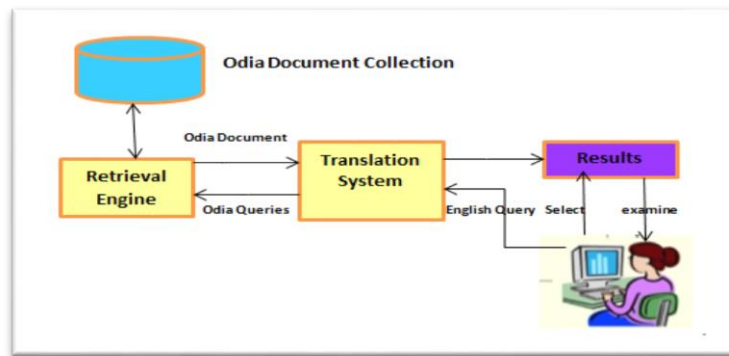 Odia Document Collection
Odia Document
Retrieval
Engine
Translation
System
Results
Odia Queries
English Query
Select
examine